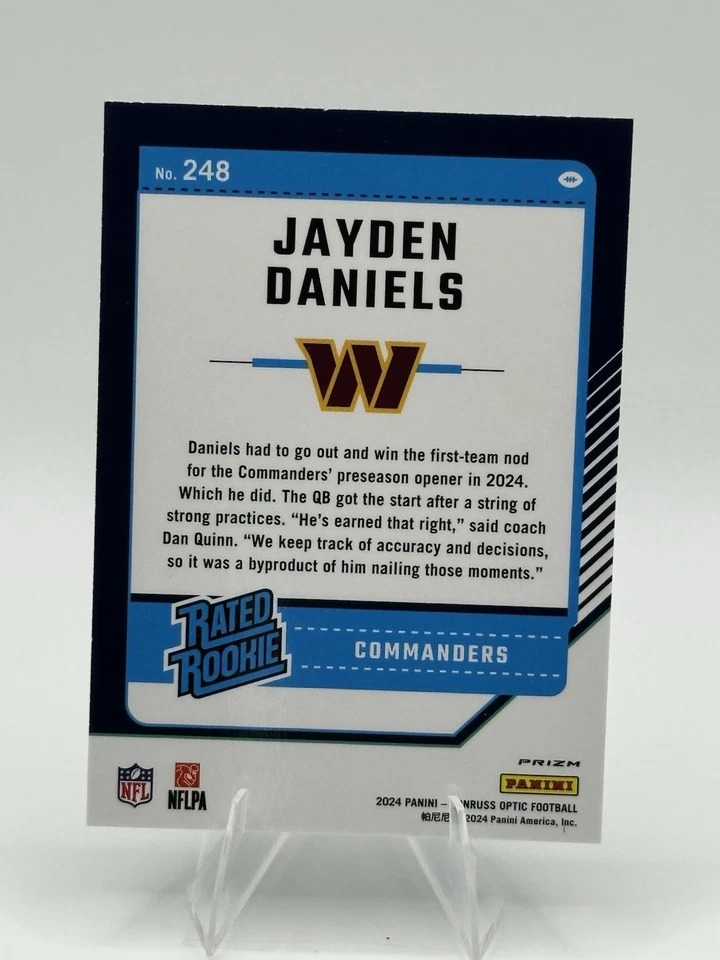 No. 248
JAYDEN
DANIELS
W
Daniels had to go out and win the first-team nod
for the Commanders' preseason opener in 2024.
Which he did. The QB got the start after a string of
strong practices. “He's earned that right,” said coach
Dan Quinn. “We keep track of accuracy and decisions,
so it was a byproduct of him nailing those moments.”
RATED
ROOKIE
COMMANDERS
PRIZM
PANINI
NFL
NFLPA
2024 PANINI – NRUSS OPTIC FOOTBALL
帕尼尼 2024 Panini America, Inc.